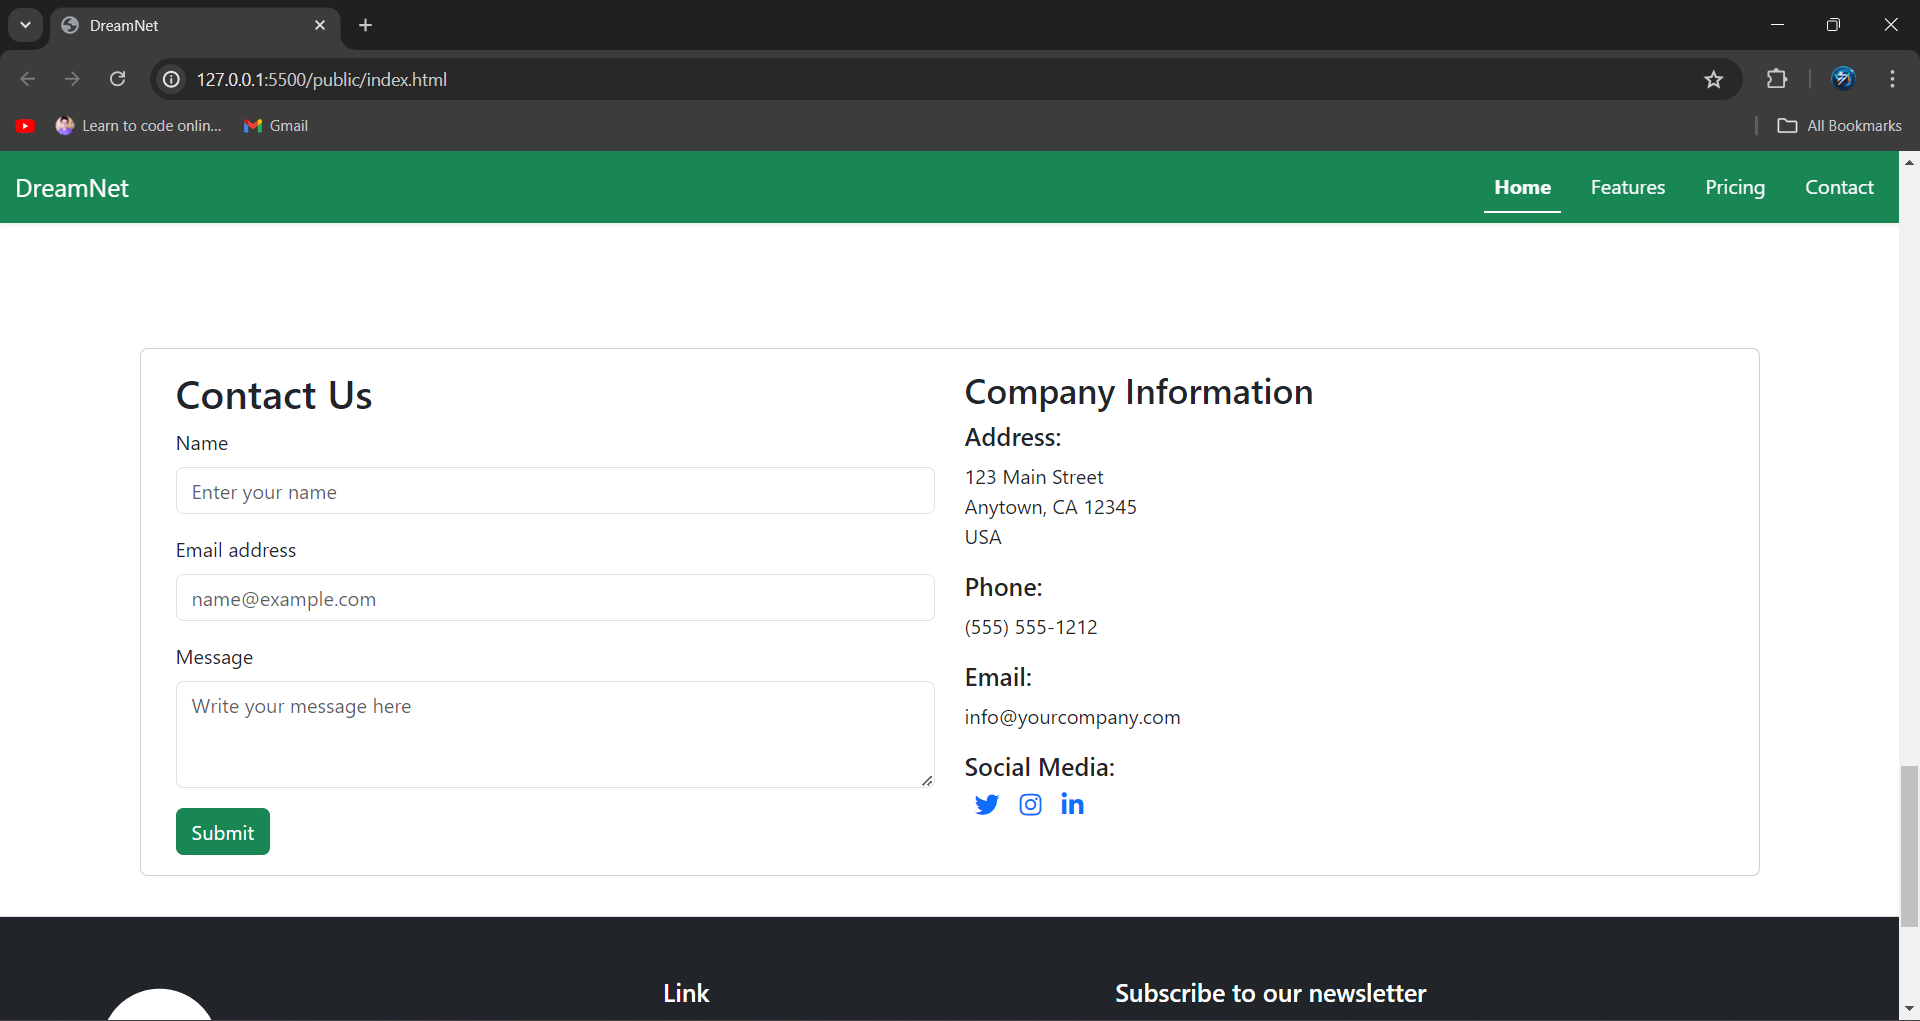 DreamNet
127.0.0.1:5500/public/index.html
Learn to code onlin...
Gmail
All Bookmarks
DreamNet
Home
Features
Pricing
Contact
Contact Us
Name
Enter your name
Email address
name@example.com
Message
Write your message here
Submit
Company Information
Address:
123 Main Street
Anytown, CA 12345
USA
Phone:
(555) 555-1212
Email:
info@yourcompany.com
Social Media:
Link
Subscribe to our newsletter